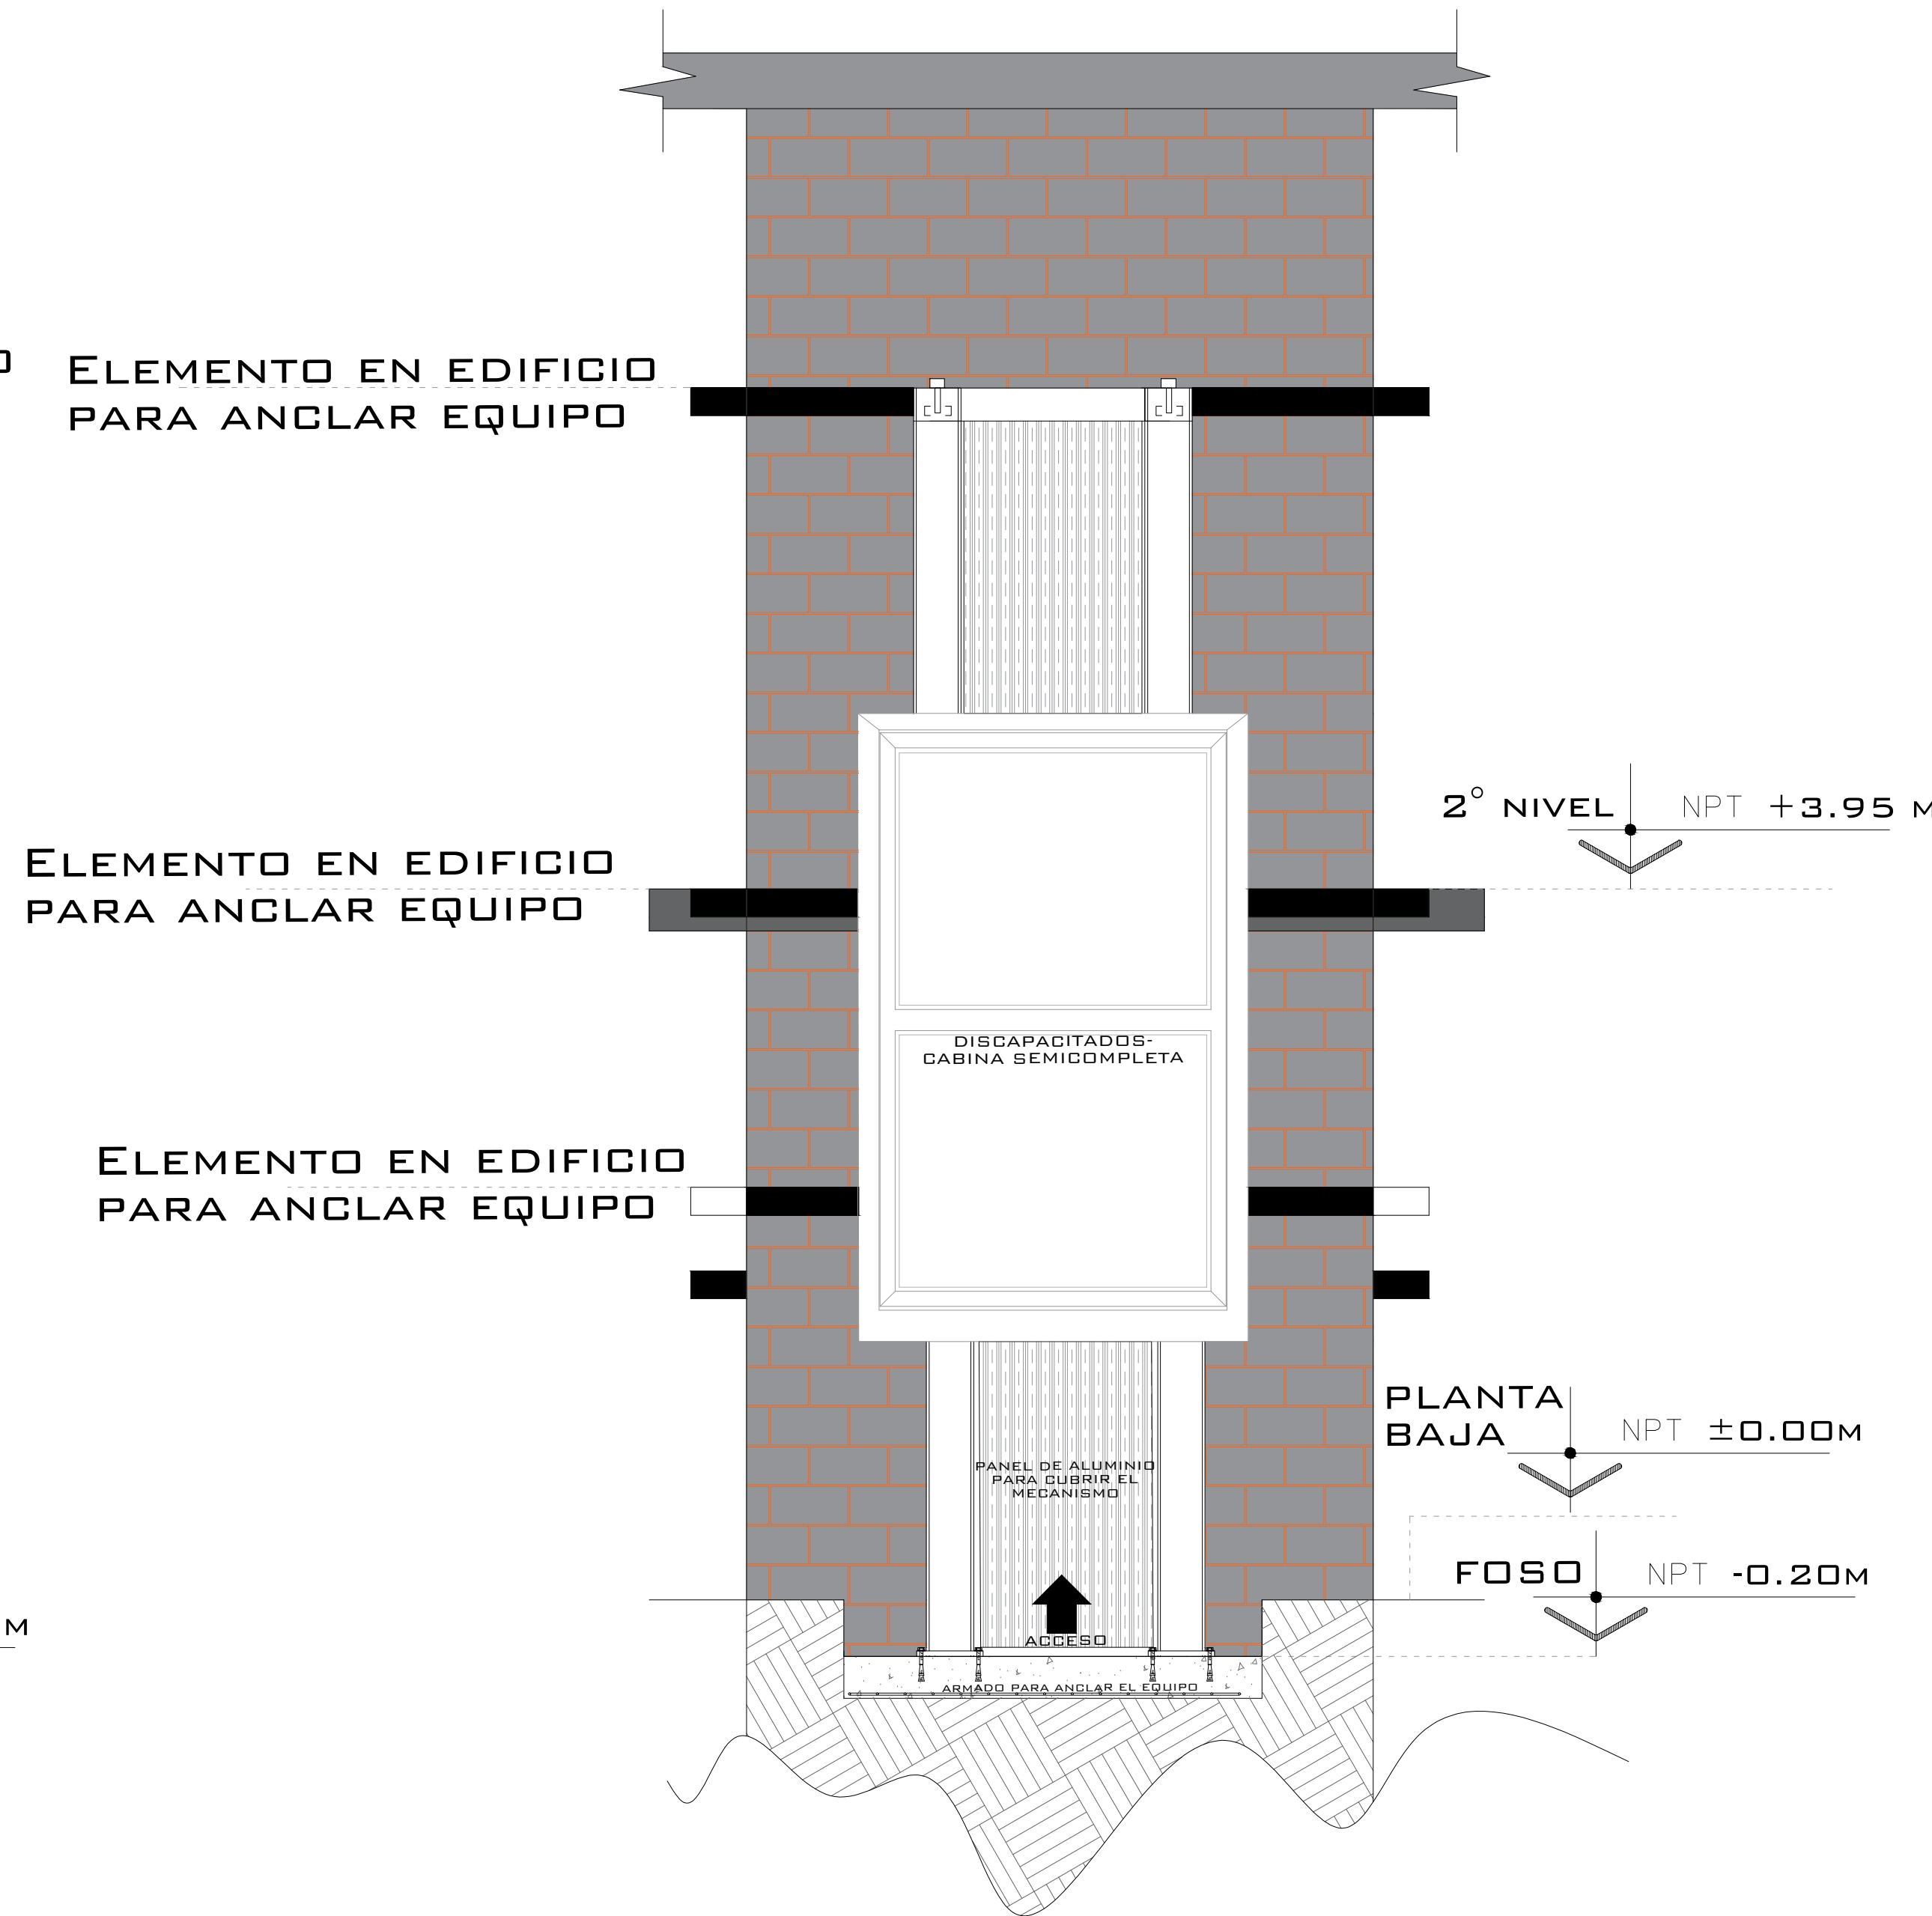 ELEMENTO EN EDIFICIO
PARA ANCLAR EQUIPO
2° NIVEL NPT +3.95 M
ELEMENTO EN EDIFICIO
PARA ANCLAR EQUIPO
DISCAPACITADOS-
CABINA SEMICOMPLETA
ELEMENTO EN EDIFICIO
PARA ANCLAR EQUIPO
PLANTA
BAJA
NPT ±0.00M
PANEL DE ALUMINIO
PARA CUBRIR EL
MECANISMO
FOSO NPT -0.20M
ACCESO
ARMADO PARA ANCLAR EL EQUIPO
M